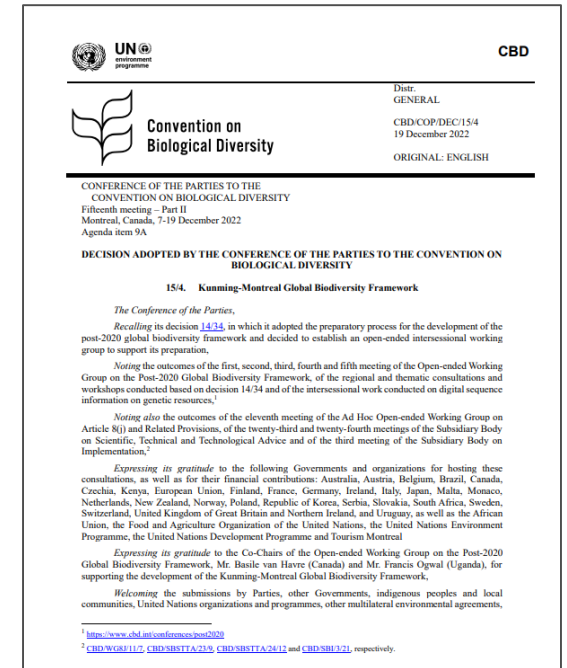 UN
environment
programme
CBD
Distr.
GENERAL
CBD/COP/DEC/15/4
19 December 2022
ORIGINAL: ENGLISH
Convention on
Biological Diversity
CONFERENCE OF THE PARTIES TO THE
CONVENTION ON BIOLOGICAL DIVERSITY
Fifteenth meeting – Part II
Montreal, Canada, 7-19 December 2022
Agenda item 9A
DECISION ADOPTED BY THE CONFERENCE OF THE PARTIES TO THE CONVENTION ON
BIOLOGICAL DIVERSITY
15/4. Kunming-Montreal Global Biodiversity Framework
The Conference of the Parties,
Recalling its decision 14/34, in which it adopted the preparatory process for the development of the
post-2020 global biodiversity framework and decided to establish an open-ended intersessional working
group to support its preparation,
Noting the outcomes of the first, second, third, fourth and fifth meeting of the Open-ended Working
Group on the Post-2020 Global Biodiversity Framework, of the regional and thematic consultations and
workshops conducted based on decision 14/34 and of the intersessional work conducted on digital sequence
information on genetic resources,1
Noting also the outcomes of the eleventh meeting of the Ad Hoc Open-ended Working Group on
Article 8(j) and Related Provisions, of the twenty-third and twenty-fourth meetings of the Subsidiary Body
on Scientific, Technical and Technological Advice and of the third meeting of the Subsidiary Body on
Implementation,2
Expressing its gratitude to the following Governments and organizations for hosting these
consultations, as well as for their financial contributions: Australia, Austria, Belgium, Brazil, Canada,
Czechia, Kenya, European Union, Finland, France, Germany, Ireland, Italy, Japan, Malta, Monaco,
Netherlands, New Zealand, Norway, Poland, Republic of Korea, Serbia, Slovakia, South Africa, Sweden,
Switzerland, United Kingdom of Great Britain and Northern Ireland, and Uruguay, as well as the African
Union, the Food and Agriculture Organization of the United Nations, the United Nations Environment
Programme, the United Nations Development Programme and Tourism Montreal
Expressing its gratitude to the Co-Chairs of the Open-ended Working Group on the Post-2020
Global Biodiversity Framework, Mr. Basile van Havre (Canada) and Mr. Francis Ogwal (Uganda), for
supporting the development of the Kunming-Montreal Global Biodiversity Framework,
Welcoming the submissions by Parties, other Governments, indigenous peoples and local
communities, United Nations organizations and programmes, other multilateral environmental agreements,
1 https://www.cbd.int/conferences/post2020
2 CBD/WG8J/11/7, CBD/SBSTTA/23/9, CBD/SBSTTA/24/12 and CBD/SBI/3/21, respectively.